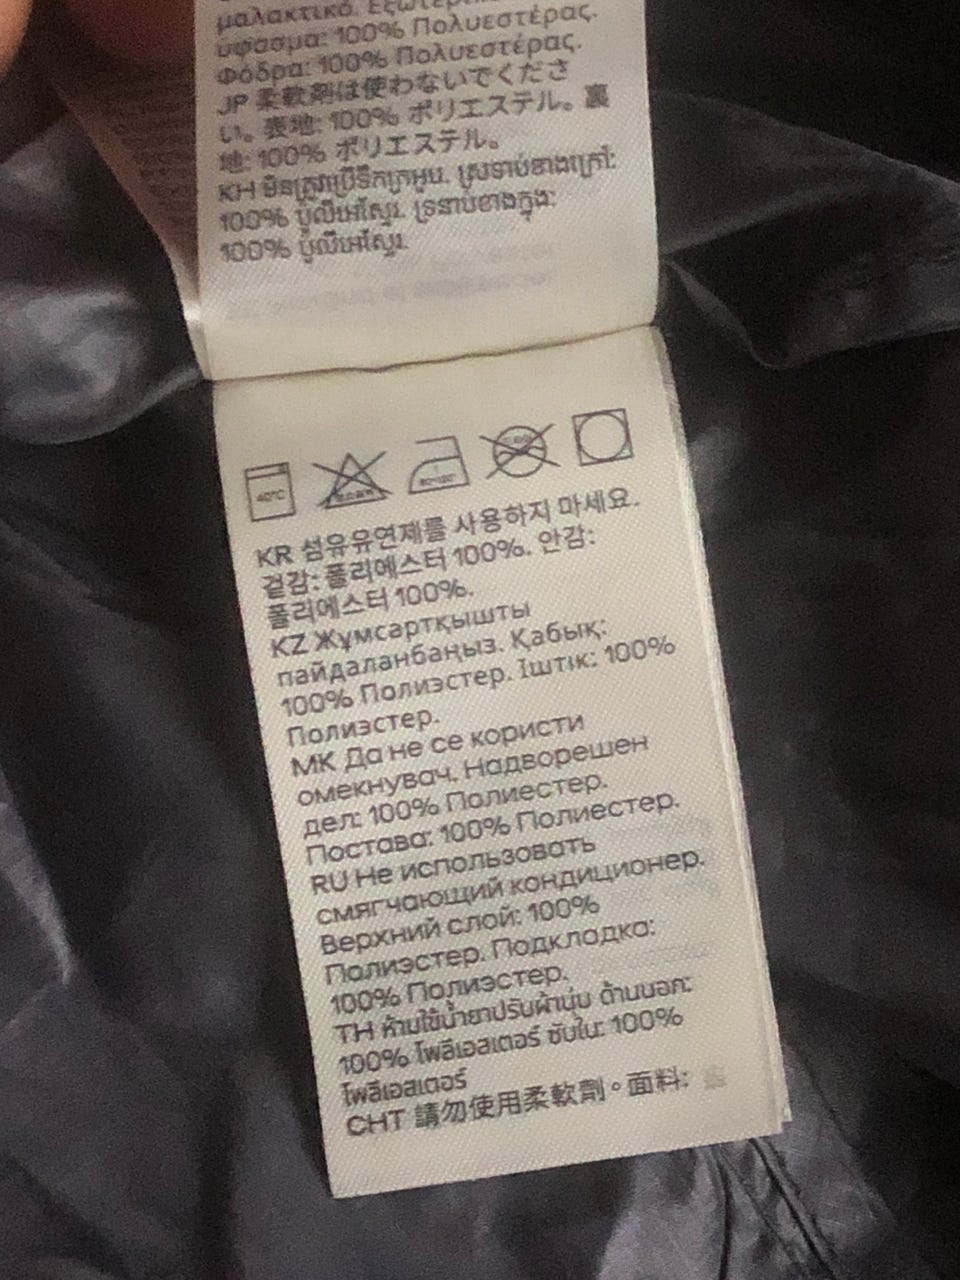 μαλακτικό. Εξωτερικό
ύφασμα: 100% Πολυεστέρας.
Φόδρα: 100% Πολυεστέρας.
JP 柔軟剤は使わないでくださ
い。表地: 100% ポリエステル。裏
地: 100% ポリエステル。
KH មិនត្រូវប្រើទឹកក្រអូប. ស្រទាប់ខាងក្រៅ:
100% ប៉ូលីអេស្ទែរ. ទ្រនាប់ខាងក្នុង:
100% ប៉ូលីអេស្ទែរ.
40°C
KR 섬유유연제를 사용하지 마세요.
겉감: 폴리에스터 100%. 안감:
폴리에스터 100%.
KZ Жұмсартқышты
пайдаланбаңыз. Қабық:
100% Полиэстер. Іштік: 100%
Полиэстер.
MK Да не се користи
омекнувач. Надворешен
дел: 100% Полиестер.
Постава: 100% Полиестер.
RU Не использовать
смягчающий кондиционер.
Верхний слой: 100%
Полиэстер. Подкладка:
100% Полиэстер.
TH ห้ามใช้น้ำยาปรับผ้านุ่ม ด้านนอก:
100% โพลีเอสเตอร์ ซับใน: 100%
โพลีเอสเตอร์
CHT 請勿使用柔軟劑。面料: